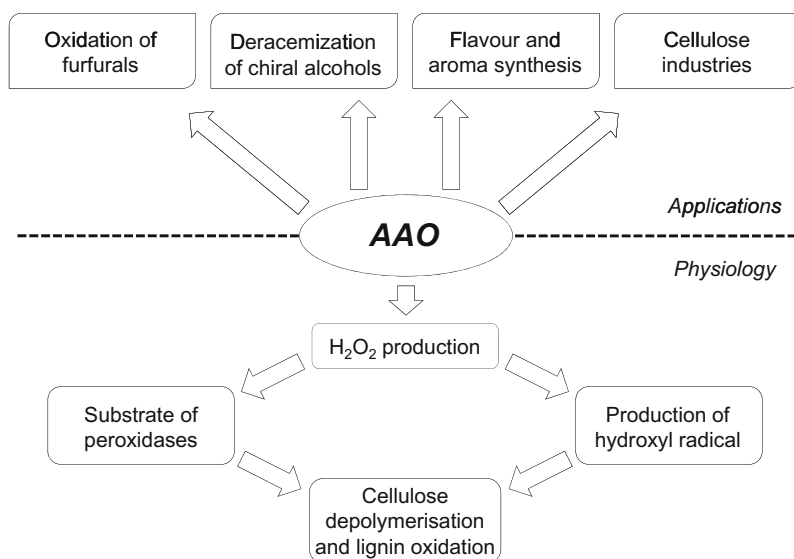 Oxidation of
furfurals
Deracemization
of chiral alcohols
Flavour and
aroma synthesis
Cellulose
industries
AAO
Applications
Physiology
H₂O₂ production
Substrate of
peroxidases
Production of
hydroxyl radical
Cellulose
depolymerisation
and lignin oxidation